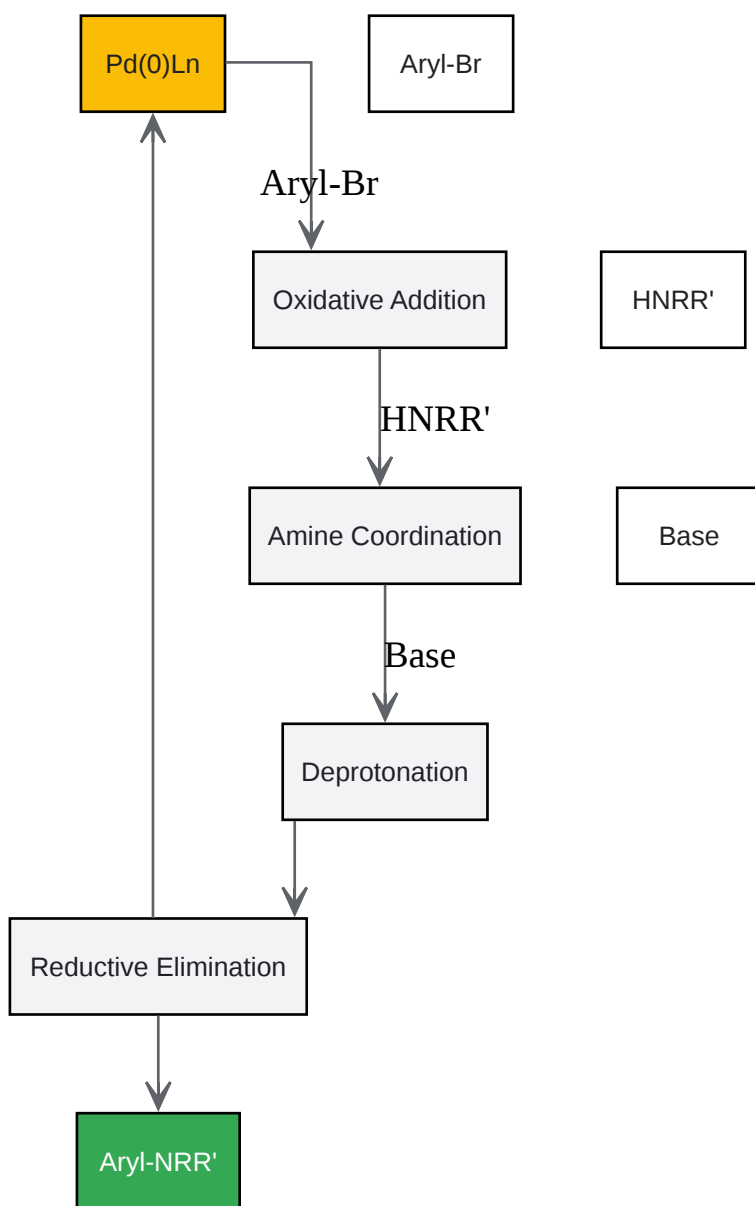 Pd(0)Ln
Aryl-Br
Aryl-Br
Oxidative Addition
HNRR'
HNRR'
Amine Coordination
Base
Base
Deprotonation
Reductive Elimination
Aryl-NRR'